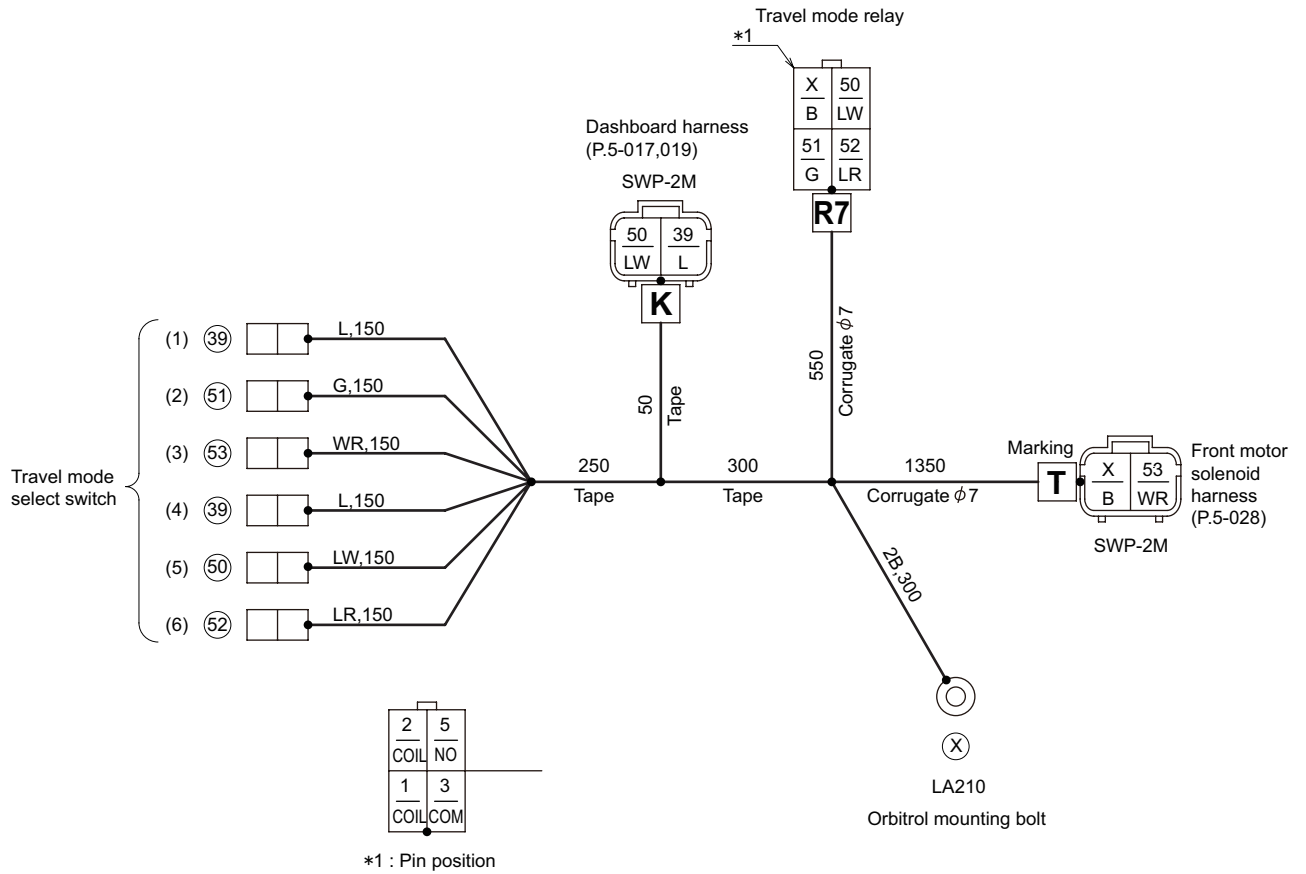 Travel mode relay
*1
X 50
B LW
51 52
G LR
R7
Dashboard harness
(P.5-017,019)
SWP-2M
50 39
LW L
K
550
Corrugate ϕ7
50
Tape
Travel mode
select switch
(1) 39 L,150
(2) 51 G,150
(3) 53 WR,150
(4) 39 L,150
(5) 50 LW,150
(6) 52 LR,150
250
Tape
300
Tape
1350
Corrugate ϕ7
Marking
T
X 53
B WR
SWP-2M
Front motor
solenoid
harness
(P.5-028)
2B,300
X
LA210
Orbitrol mounting bolt
2 5
COIL NO
1 3
COIL COM
*1 : Pin position